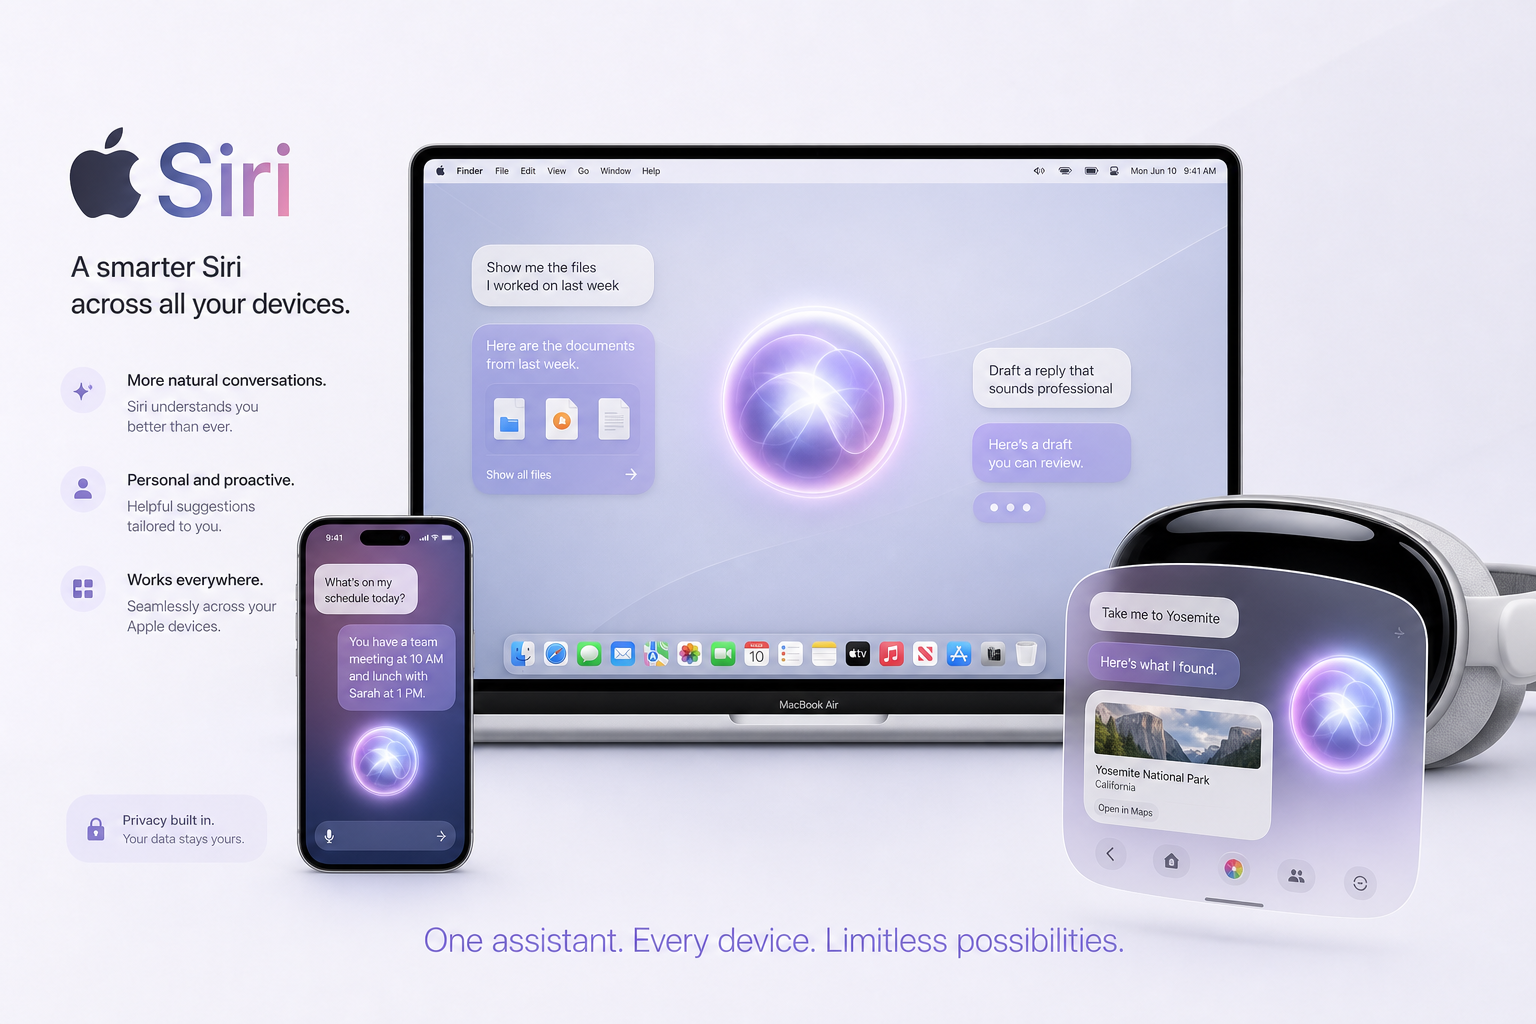 Siri
A smarter Siri
across all your devices.
More natural conversations.
Siri understands you
better than ever.
Personal and proactive.
Helpful suggestions
tailored to you.
Works everywhere.
Seamlessly across your
Apple devices.
Privacy built in.
Your data stays yours.
Finder File Edit View Go Window Help
Mon Jun 10 9:41 AM
Show me the files
I worked on last week
Here are the documents
from last week.
Show all files
Draft a reply that
sounds professional
Here's a draft
you can review.
10
tv
MacBook Air
9:41
What's on my
schedule today?
You have a team
meeting at 10 AM
and lunch with
Sarah at 1 PM.
Take me to Yosemite
Here's what I found.
Yosemite National Park
California
Open in Maps
One assistant. Every device. Limitless possibilities.